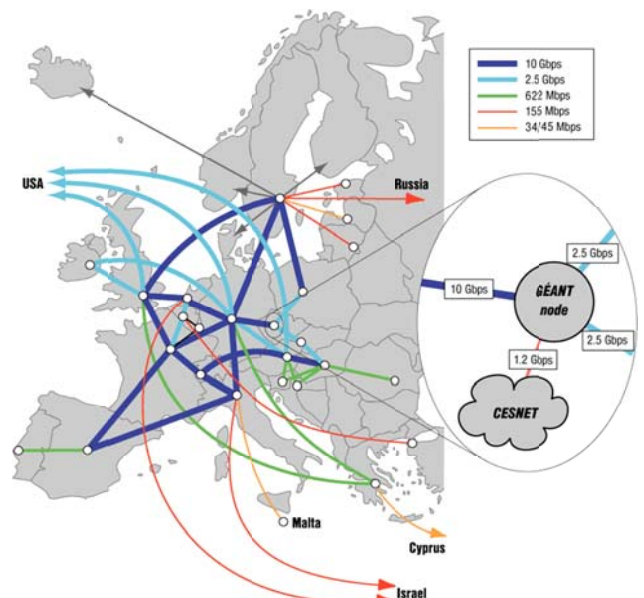 10 Gbps
2.5 Gbps
622 Mbps
155 Mbps
34/45 Mbps
USA
Russia
2.5 Gbps
10 Gbps
GÉANT
node
2.5 Gbps
1.2 Gbps
CESNET
Malta
Cyprus
Israel